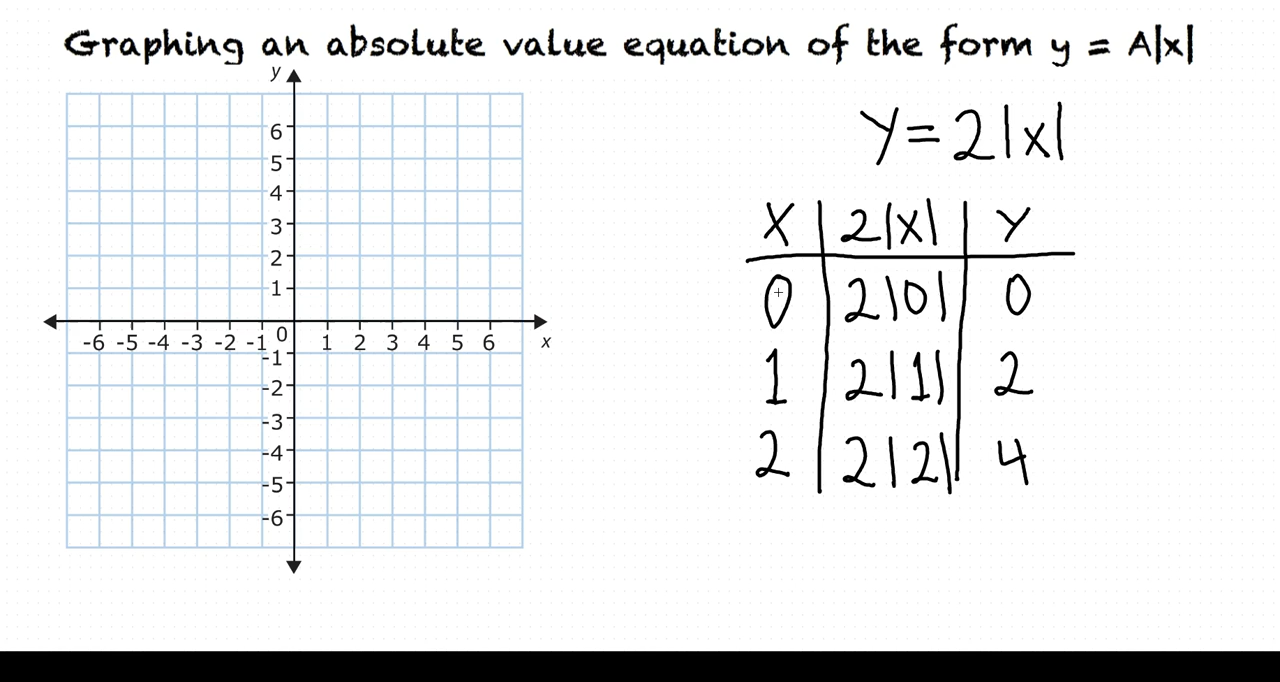 Graphing an absolute value equation of the form y = A|x|
y
6
5
4
3
2
1
-6 -5 -4 -3 -2 -1 0 1 2 3 4 5 6 x
-1
-2
-3
-4
-5
-6
y = 2|x|
x 2|x| y
0 2|0| 0
1 2|1| 2
2 2|2| 4